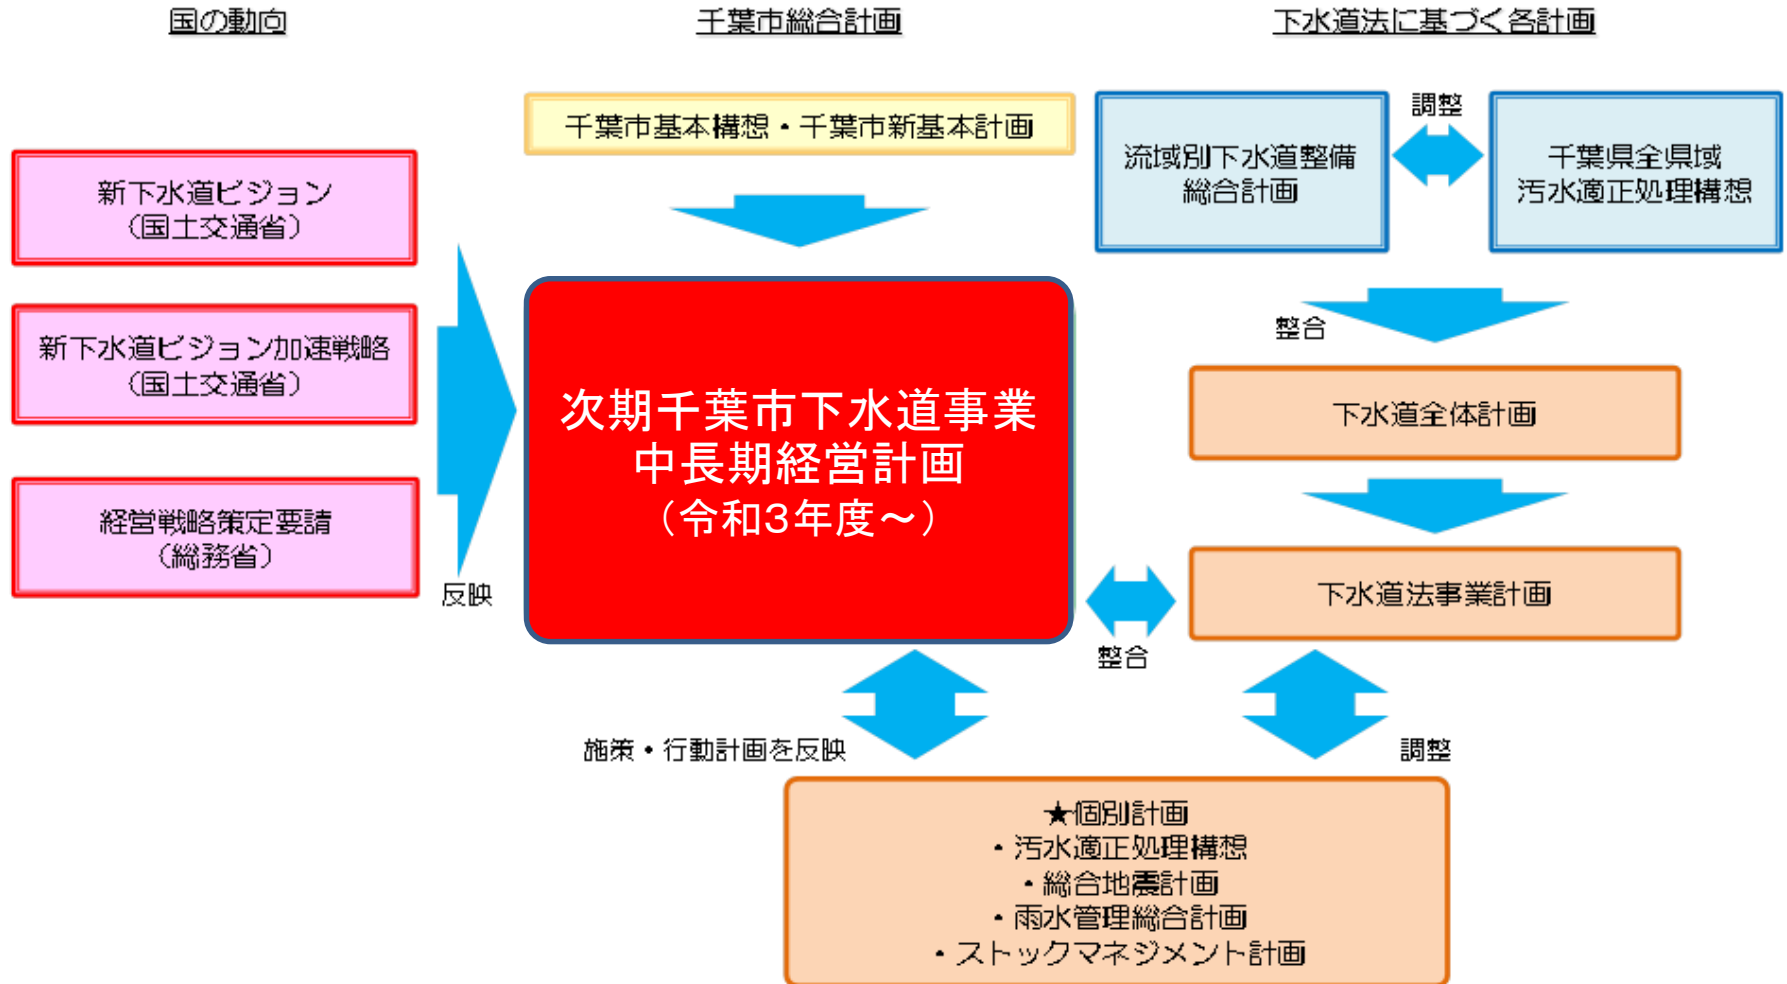 国の動向
千葉市総合計画
下水道法に基づく各計画
新下水道ビジョン
（国土交通省）
新下水道ビジョン加速戦略
（国土交通省）
経営戦略策定要請
（総務省）
反映
千葉市基本構想・千葉市新基本計画
次期千葉市下水道事業
中長期経営計画
（令和3年度～）
流域別下水道整備
総合計画
調整
千葉県全県域
汚水適正処理構想
整合
下水道全体計画
下水道法事業計画
整合
施策・行動計画を反映
調整
★個別計画
・汚水適正処理構想
・総合地震計画
・雨水管理総合計画
・ストックマネジメント計画